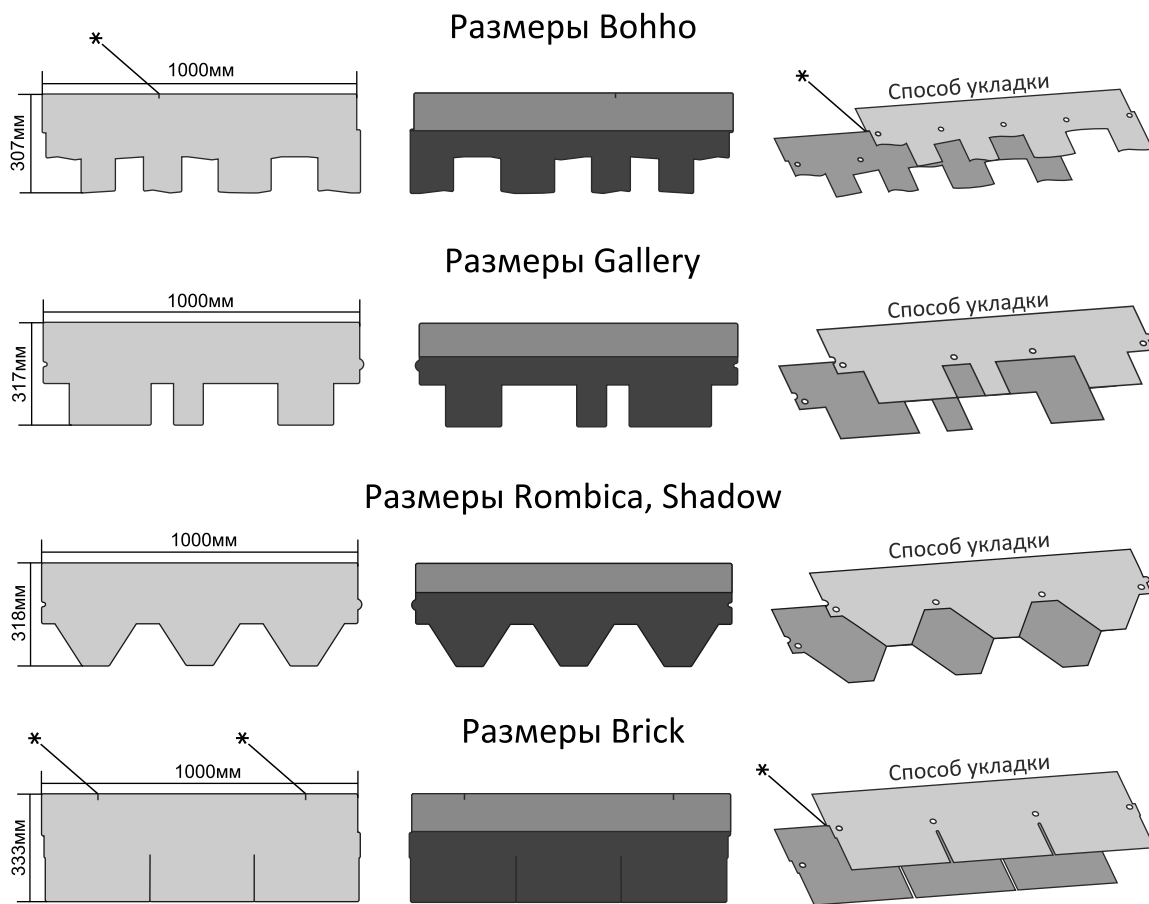 Размеры Bohho
*
1000мм
307мм
*
Способ укладки
Размеры Gallery
1000мм
317мм
Способ укладки
Размеры Rombica, Shadow
1000мм
318мм
Способ укладки
Размеры Brick
*
*
1000мм
333мм
*
Способ укладки